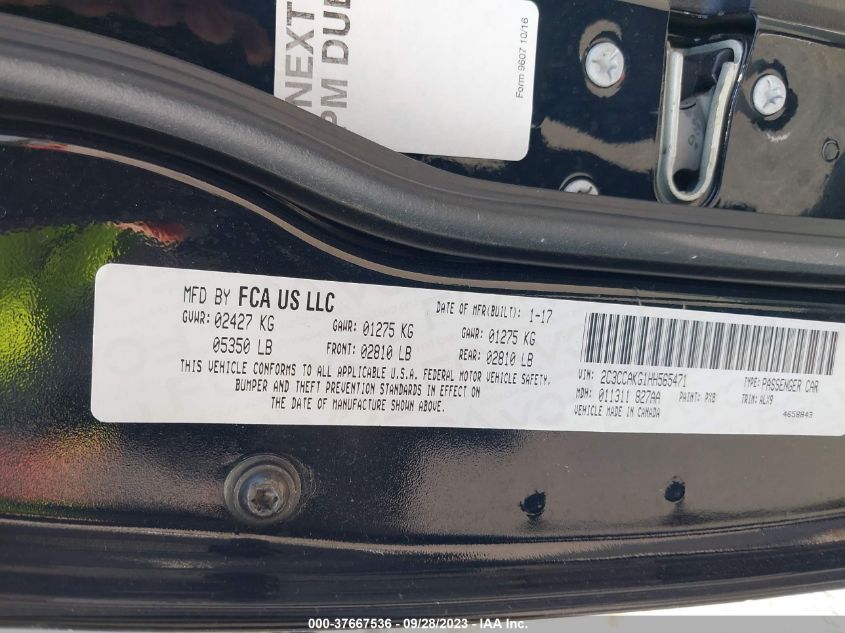 NEXT
PM DUE
Form 9607 10/16
MFD BY FCA US LLC
DATE OF MFR(BUILT): 1-17
GVWR: 02427 KG
GAWR: 01275 KG
GAWR: 01275 KG
05350 LB
FRONT: 02810 LB
REAR: 02810 LB
THIS VEHICLE CONFORMS TO ALL APPLICABLE U.S.A. FEDERAL MOTOR VEHICLE SAFETY,
BUMPER AND THEFT PREVENTION STANDARDS IN EFFECT ON
THE DATE OF MANUFACTURE SHOWN ABOVE.
VIN: 2C3CCAKG1HH565471
TYPE: PASSENGER CAR
MDH: 011311 827AA
PAINT: PX8
TRIM: ALX9
VEHICLE MADE IN CANADA
4658843
000-37667536 - 09/28/2023 - IAA Inc.